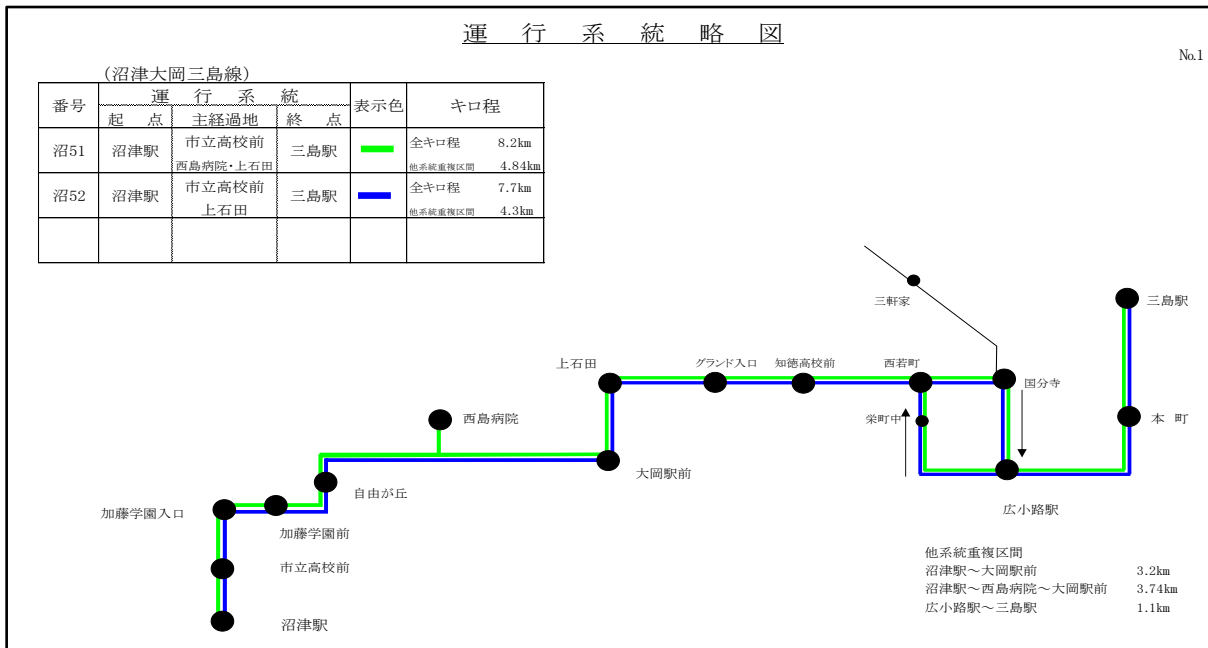 運 行 系 統 略 図
No.1
(沼津大岡三島線)
番号 運 行 系 統 表示色 キロ程
起 点 主経過地 終 点
沼51 沼津駅 市立高校前 三島駅 全キロ程 8.2km
西島病院・上石田 他系統重複区間 4.84km
沼52 沼津駅 市立高校前 三島駅 全キロ程 7.7km
上石田 他系統重複区間 4.3km
三軒家
三島駅
上石田
グランド入口
知徳高校前
西若町
国分寺
西島病院
栄町中
本 町
大岡駅前
自由が丘
加藤学園入口
広小路駅
加藤学園前
市立高校前
沼津駅
他系統重複区間
沼津駅～大岡駅前 3.2km
沼津駅～西島病院～大岡駅前 3.74km
広小路駅～三島駅 1.1km